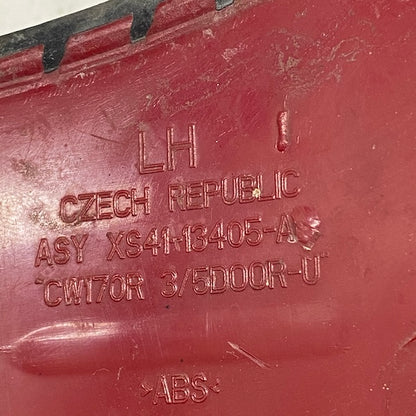 LH I
CZECH REPUBLIC
ASY XS41-13405-A
"CW170R 3/5DOOR-U"
>ABS<